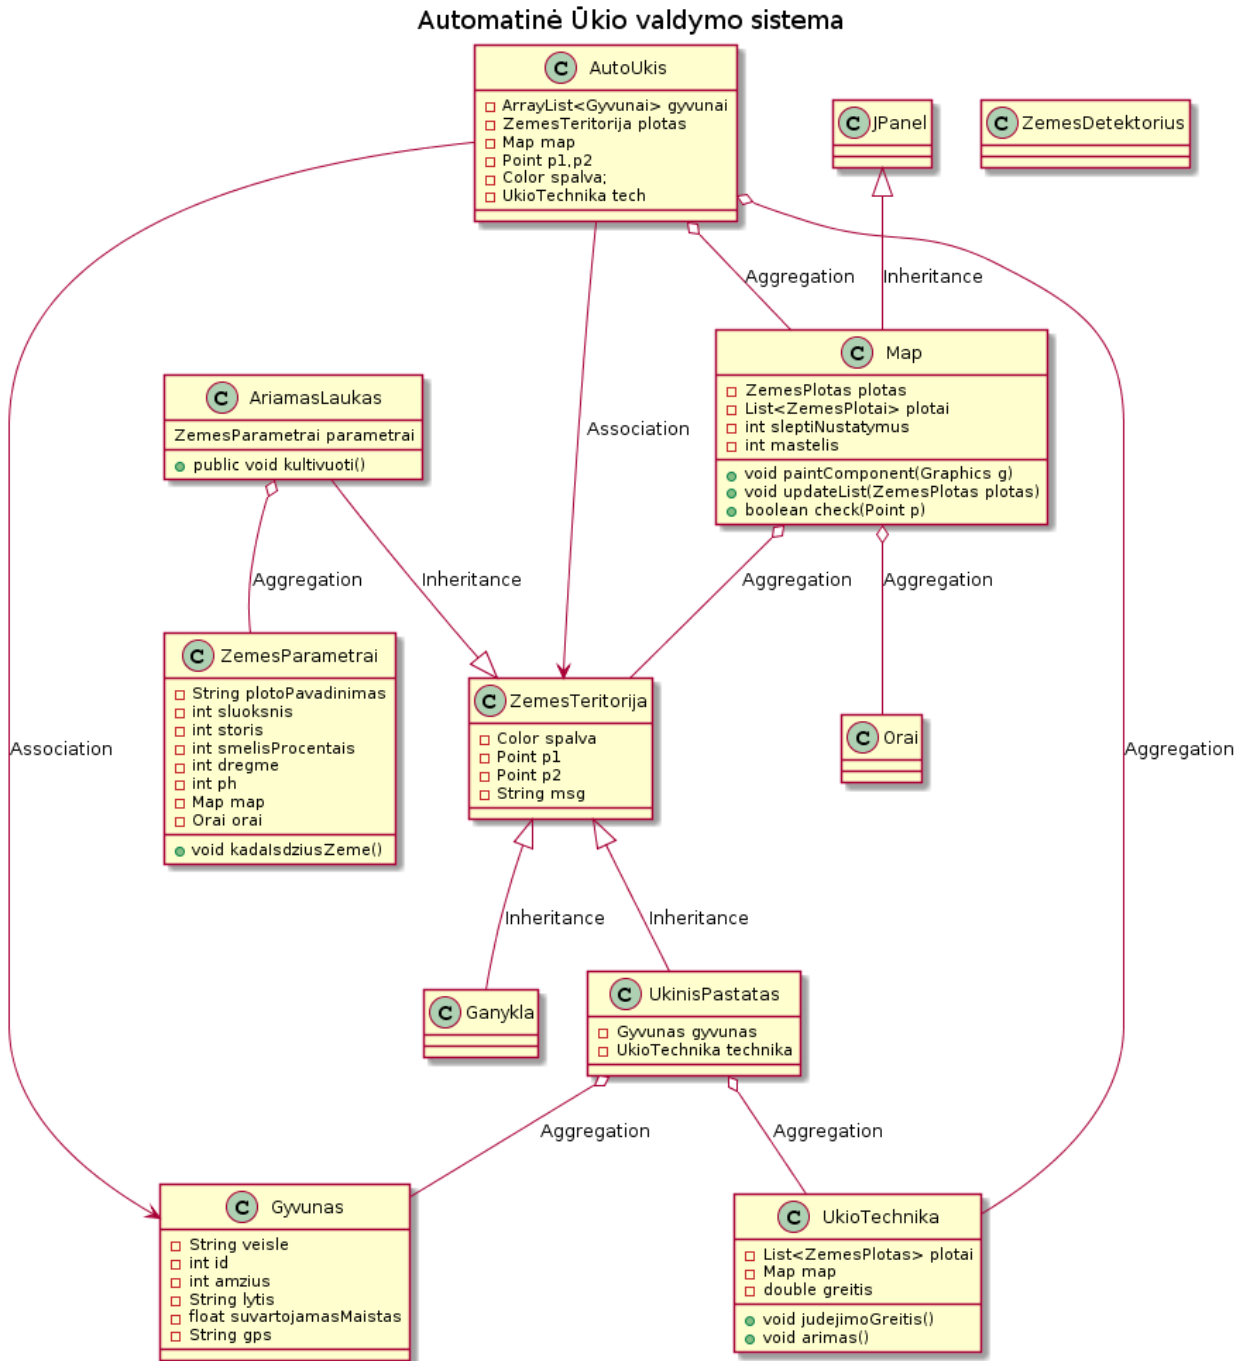 Automatinė Ūkio valdymo sistema
C AutoUkis
ArrayList<Gyvunai> gyvunai
ZemesTeritorija plotas
Map map
Point p1,p2
Color spalva;
UkioTechnika tech
C JPanel
C ZemesDetektorius
Aggregation
Inheritance
C Map
ZemesPlotas plotas
List<ZemesPlotai> plotai
int sleptiNustatymus
int mastelis
void paintComponent(Graphics g)
void updateList(ZemesPlotas plotas)
boolean check(Point p)
C AriamasLaukas
ZemesParametrai parametrai
public void kultivuoti()
Association
Aggregation
Inheritance
Aggregation
Aggregation
C ZemesParametrai
String plotoPavadinimas
int sluoksnis
int storis
int smelisProcentais
int dregme
int ph
Map map
Orai orai
void kadaIsdziusZeme()
C ZemesTeritorija
Color spalva
Point p1
Point p2
String msg
C Orai
Association
Aggregation
Inheritance
Inheritance
C Ganykla
C UkinisPastatas
Gyvunas gyvunas
UkioTechnika technika
Aggregation
Aggregation
C Gyvunas
String veisle
int id
int amzius
String lytis
float suvartojamasMaistas
String gps
C UkioTechnika
List<ZemesPlotas> plotai
Map map
double greitis
void judejimoGreitis()
void arimas()